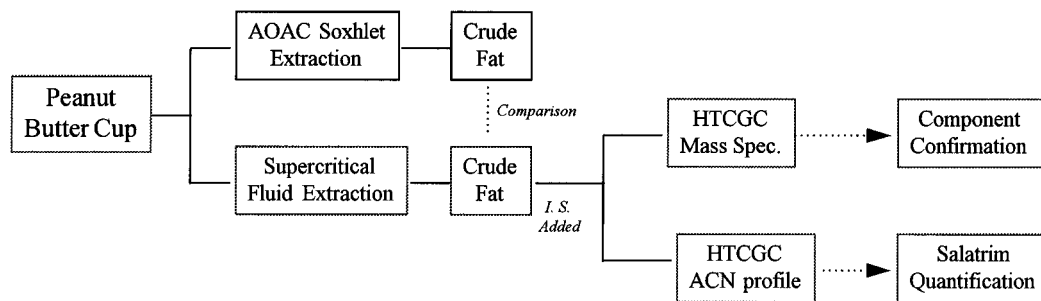 Peanut
Butter Cup
AOAC Soxhlet
Extraction
Crude
Fat
Comparison
Supercritical
Fluid Extraction
Crude
Fat
I. S.
Added
HTCGC
Mass Spec.
Component
Confirmation
HTCGC
ACN profile
Salatrim
Quantification